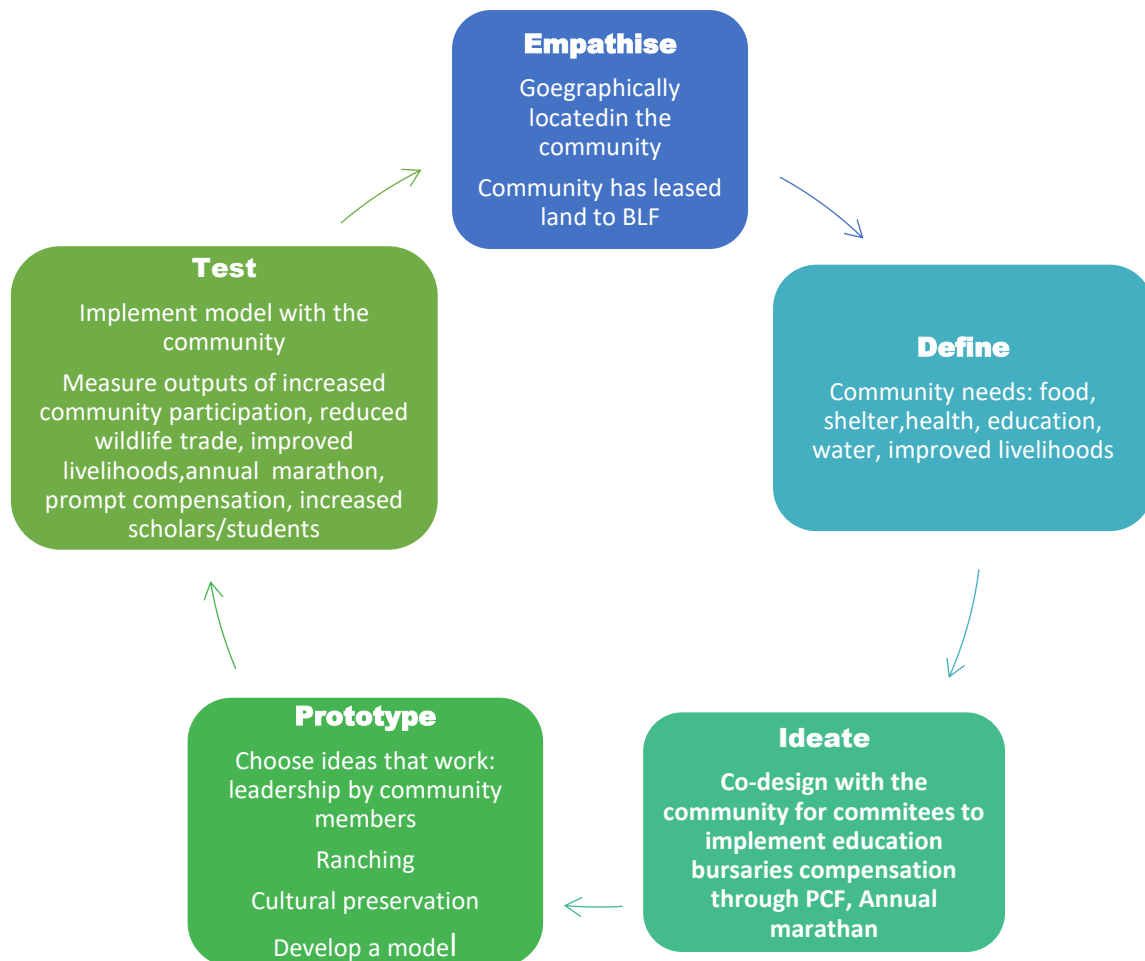 Empathise
Goegraphically
locatedin the
community
Community has leased
land to BLF
Define
Community needs: food,
shelter,health, education,
water, improved livelihoods
Ideate
Co-design with the
community for commitees to
implement education
bursaries compensation
through PCF, Annual
marathan
Prototype
Choose ideas that work:
leadership by community
members
Ranching
Cultural preservation
Develop a model
Test
Implement model with the
community
Measure outputs of increased
community participation, reduced
wildlife trade, improved
livelihoods,annual  marathon,
prompt compensation, increased
scholars/students